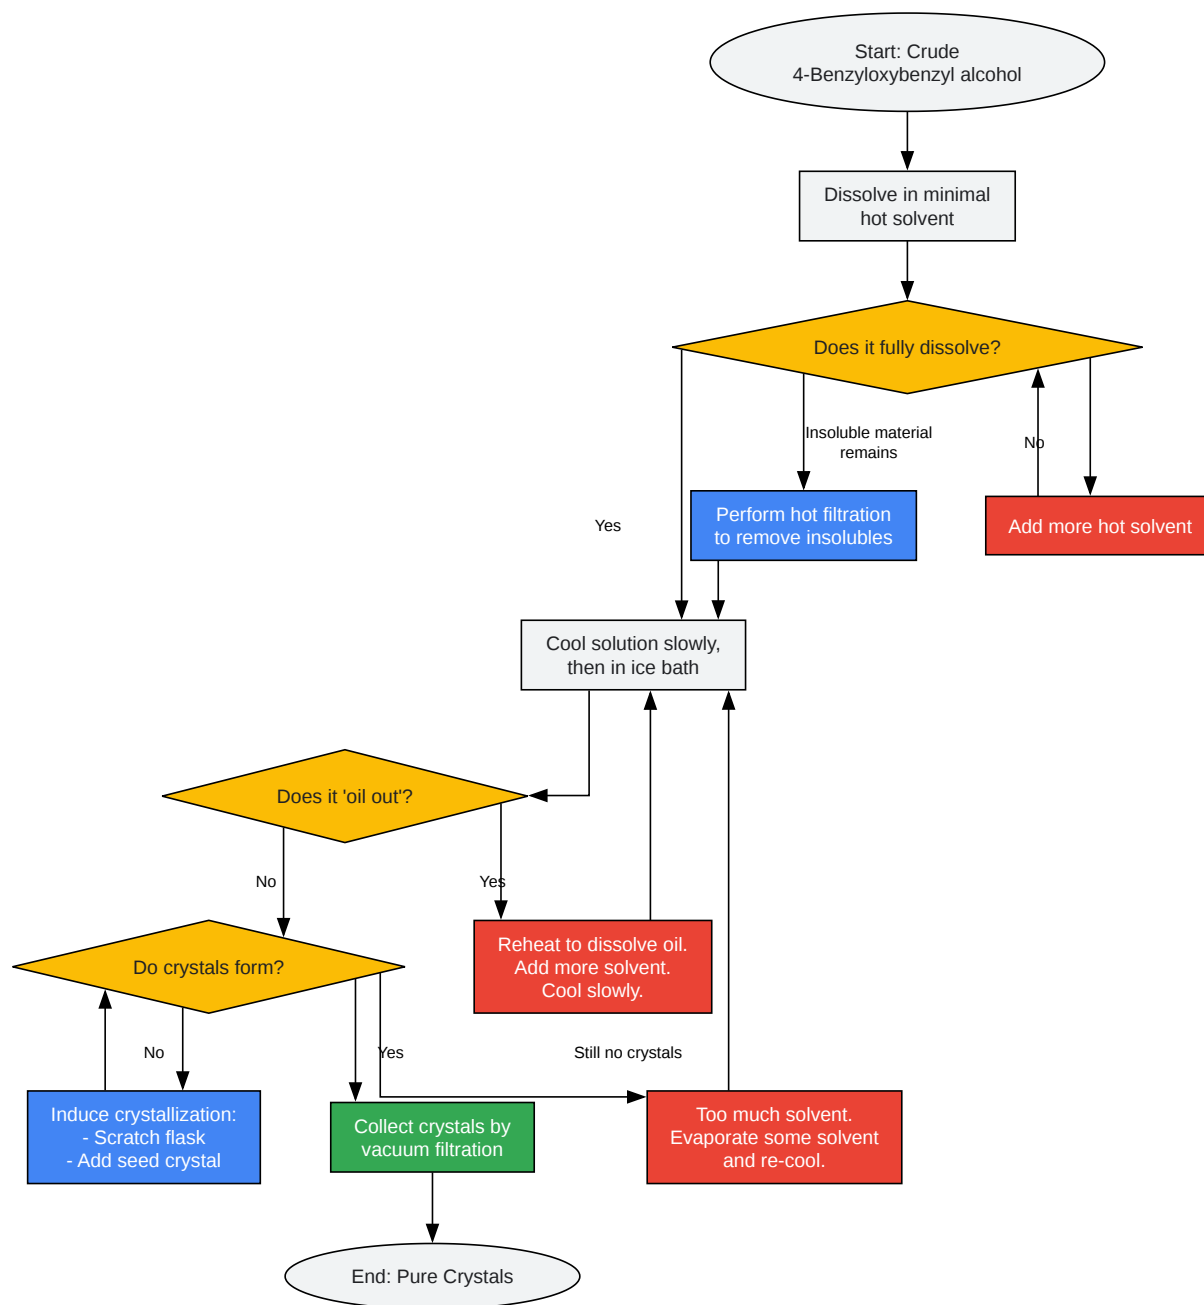 Start: Crude
4-Benzyloxybenzyl alcohol
Dissolve in minimal
hot solvent
Does it fully dissolve?
Insoluble material
remains
No
Yes
Perform hot filtration
to remove insolubles
Add more hot solvent
Cool solution slowly,
then in ice bath
Does it 'oil out'?
No
Yes
Do crystals form?
Reheat to dissolve oil.
Add more solvent.
Cool slowly.
No
Yes
Still no crystals
Induce crystallization:
- Scratch flask
- Add seed crystal
Collect crystals by
vacuum filtration
Too much solvent.
Evaporate some solvent
and re-cool.
End: Pure Crystals